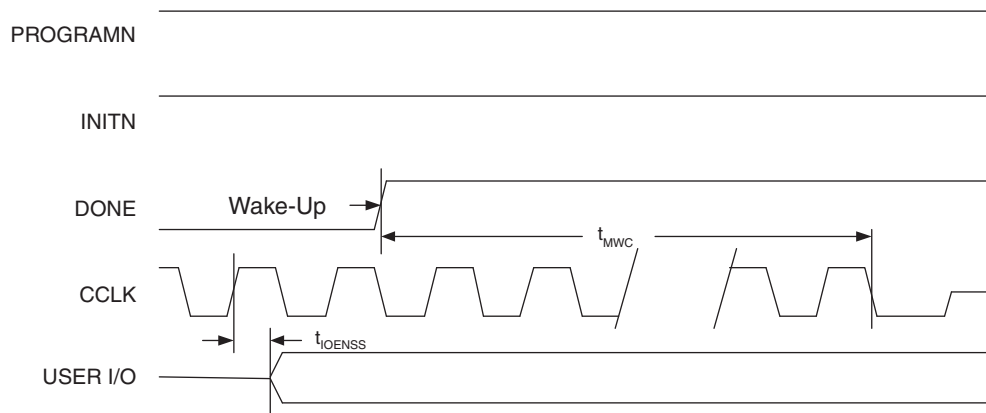 PROGRAMN
INITN
DONE
Wake-Up
tMWC
CCLK
tIOENSS
USER I/O